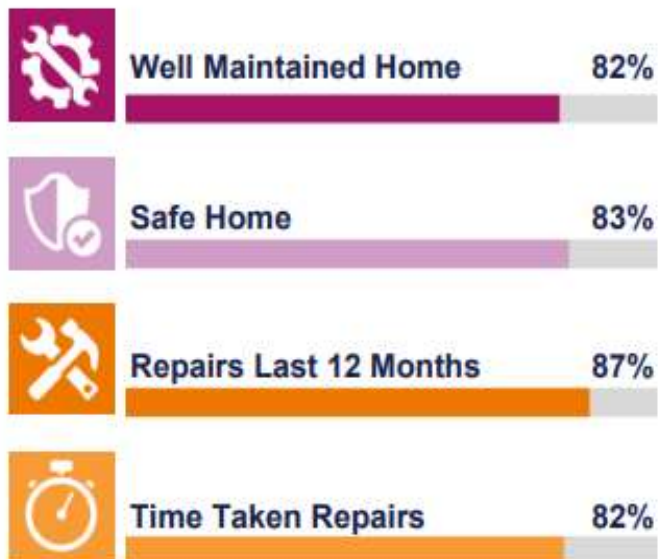 Well Maintained Home 82%
Safe Home 83%
Repairs Last 12 Months 87%
Time Taken Repairs 82%